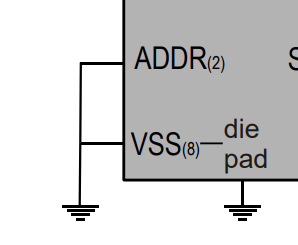 ADDR(2)
S
VSS(8)—die
pad